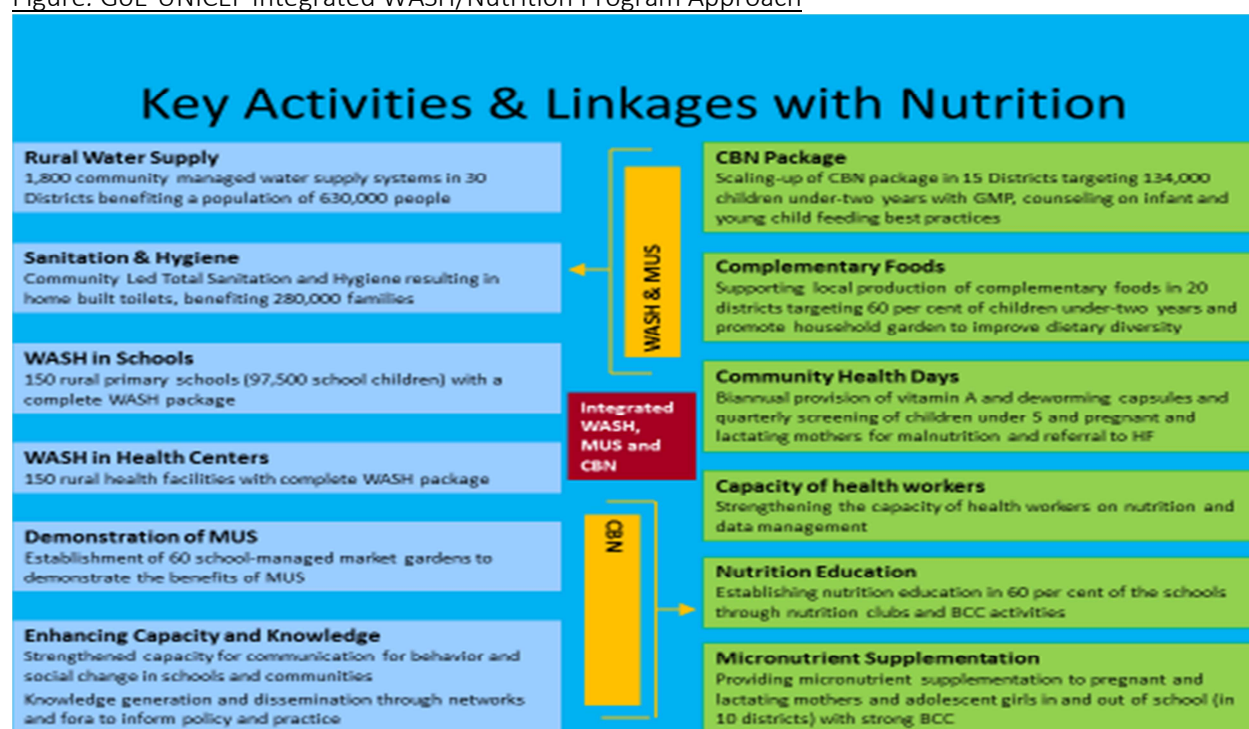 Figure: GoE-UNICEF Integrated WASH/Nutrition Program Approach
Key Activities & Linkages with Nutrition
Rural Water Supply
1,800 community managed water supply systems in 30
Districts benefiting a population of 630,000 people
Sanitation & Hygiene
Community Led Total Sanitation and Hygiene resulting in
home built toilets, benefiting 280,000 families
WASH in Schools
150 rural primary schools (97,500 school children) with a
complete WASH package
WASH in Health Centers
150 rural health facilities with complete WASH package
Demonstration of MUS
Establishment of 60 school-managed market gardens to
demonstrate the benefits of MUS
Enhancing Capacity and Knowledge
Strengthened capacity for communication for behavior and
social change in schools and communities
Knowledge generation and dissemination through networks
and fora to inform policy and practice
WASH & MUS
Integrated
WASH,
MUS and
CBN
CBN
CBN Package
Scaling-up of CBN package in 15 Districts targeting 134,000
children under-two years with GMP, counseling on infant and
young child feeding best practices
Complementary Foods
Supporting local production of complementary foods in 20
districts targeting 60 per cent of children under-two years and
promote household garden to improve dietary diversity
Community Health Days
Biannual provision of vitamin A and deworming capsules and
quarterly screening of children under 5 and pregnant and
lactating mothers for malnutrition and referral to HF
Capacity of health workers
Strengthening the capacity of health workers on nutrition and
data management
Nutrition Education
Establishing nutrition education in 60 per cent of the schools
through nutrition clubs and BCC activities
Micronutrient Supplementation
Providing micronutrient supplementation to pregnant and
lactating mothers and adolescent girls in and out of school (in
10 districts) with strong BCC